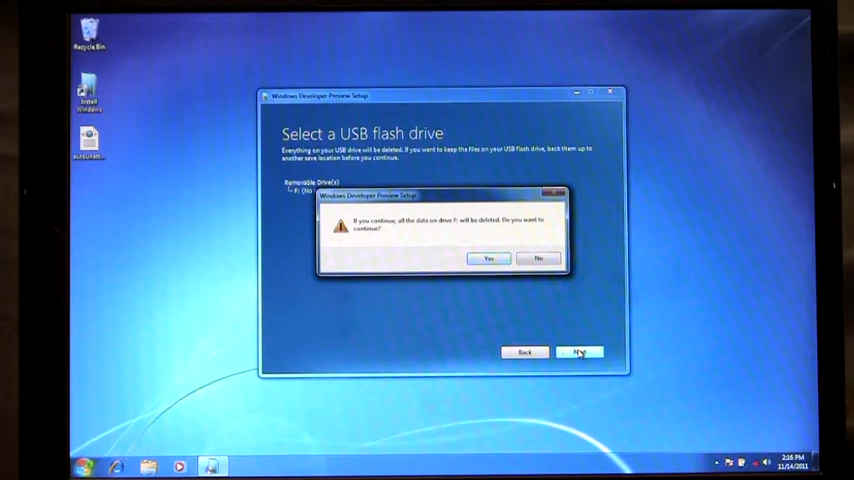 Recycle Bin
Install
Windows
autounatt...
Windows Developer Preview Setup
Select a USB flash drive
Everything on your USB drive will be deleted. If you want to keep the files on your USB flash drive, back them up to
another save location before you continue.
Removable Drive(s)
F: (No
Windows Developer Preview Setup
If you continue, all the data on drive F: will be deleted. Do you want to
continue?
Yes
No
Back
Next
2:16 PM
11/14/2011